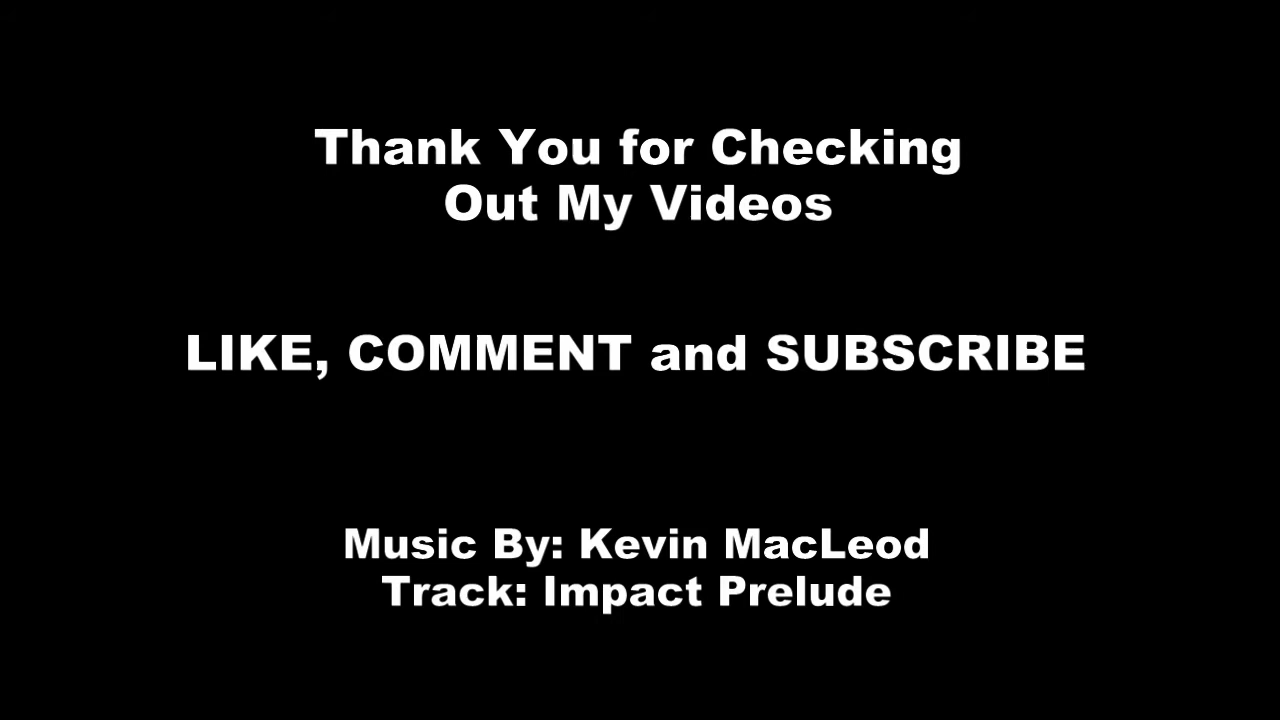 Thank You for Checking
Out My Videos
LIKE, COMMENT and SUBSCRIBE
Music By: Kevin MacLeod
Track: Impact Prelude